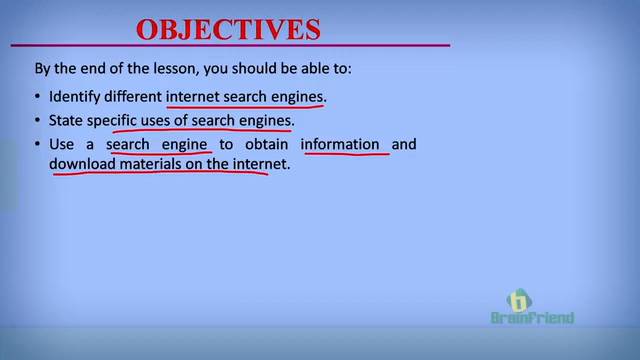 OBJECTIVES
By the end of the lesson, you should be able to:
• Identify different internet search engines.
• State specific uses of search engines.
• Use a search engine to obtain information and
download materials on the internet.
b
BrainFriend